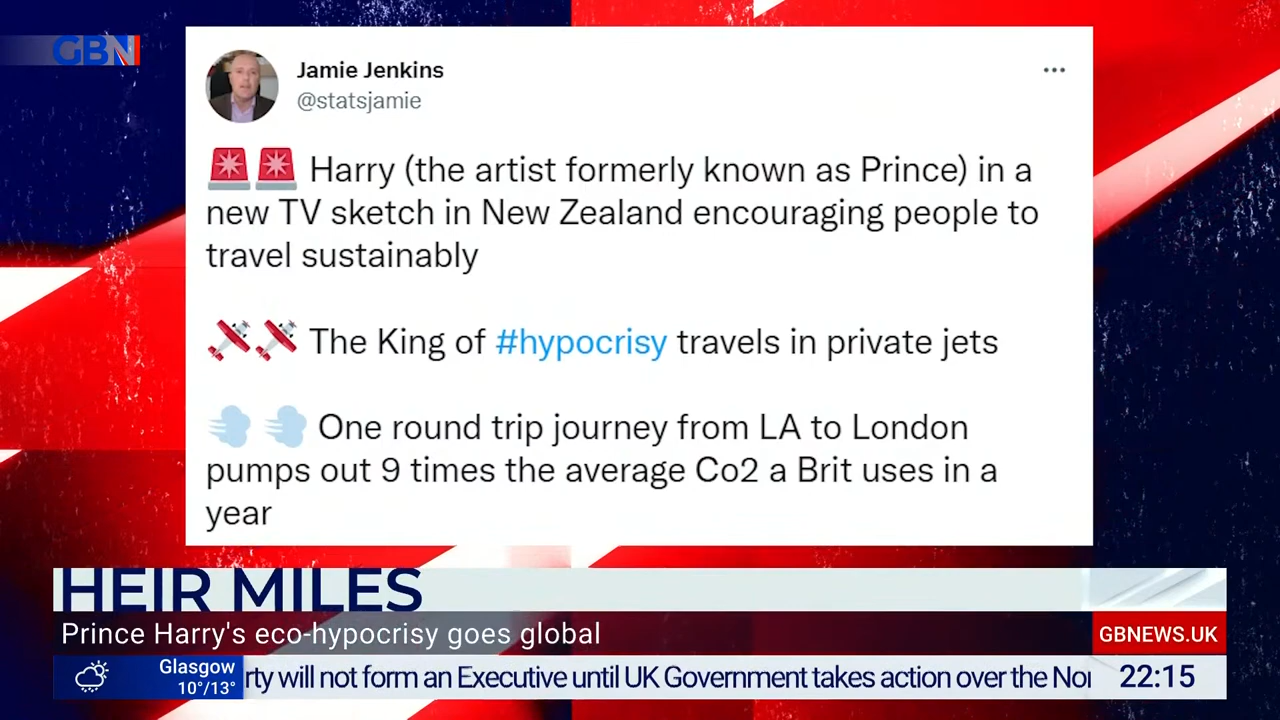 GBN
Jamie Jenkins
@statsjamie
Harry (the artist formerly known as Prince) in a
new TV sketch in New Zealand encouraging people to
travel sustainably
The King of #hypocrisy travels in private jets
One round trip journey from LA to London
pumps out 9 times the average Co2 a Brit uses in a
year
HEIR MILES
Prince Harry's eco-hypocrisy goes global
GBNEWS.UK
Glasgow
10°/13°
rty will not form an Executive until UK Government takes action over the Nor
22:15